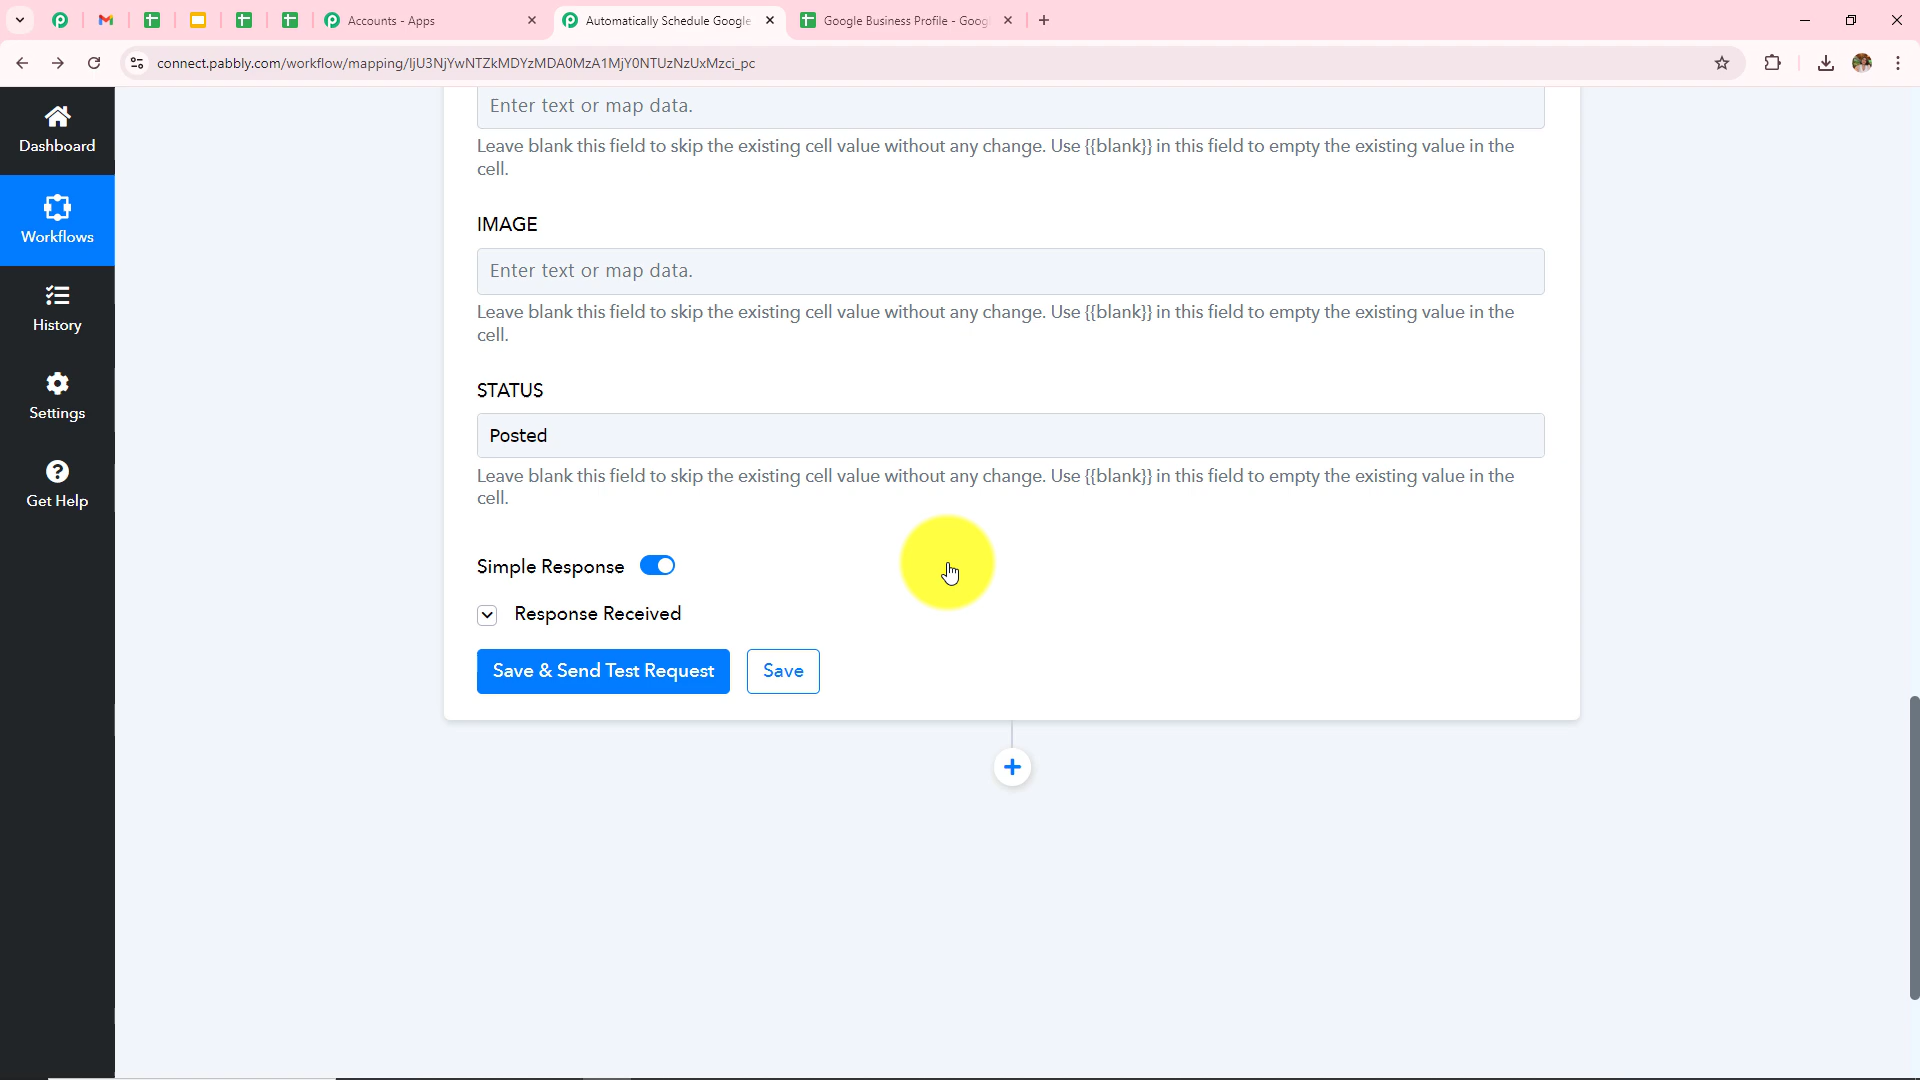 Accounts - Apps
Automatically Schedule Google
Google Business Profile - Goog
connect.pabbly.com/workflow/mapping/IjU3NjYwNTZkMDYzMDA0MzA1MjY0NTUzNzUxMzci_pc
Dashboard
Workflows
History
Settings
Get Help
Enter text or map data.
Leave blank this field to skip the existing cell value without any change. Use {{blank}} in this field to empty the existing value in the
cell.
IMAGE
Enter text or map data.
Leave blank this field to skip the existing cell value without any change. Use {{blank}} in this field to empty the existing value in the
cell.
STATUS
Posted
Leave blank this field to skip the existing cell value without any change. Use {{blank}} in this field to empty the existing value in the
cell.
Simple Response
Response Received
Save & Send Test Request
Save